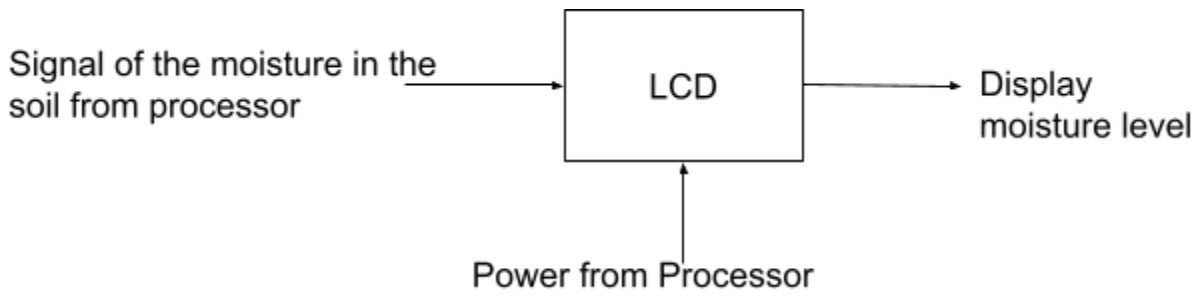 Signal of the moisture in the
soil from processor
LCD
Display
moisture level
Power from Processor